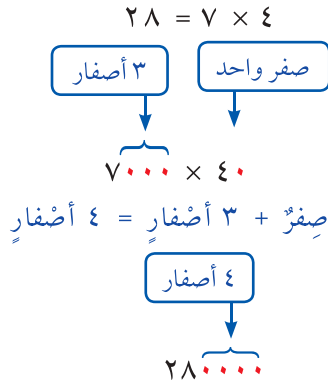 ٤ × ٧ = ٢٨
صفر واحد
٣ أصفار
٤٠ × ٧٠٠٠
صِفرٌ + ٣ أصْفارٍ = ٤ أصْفارٍ
٤ أصفار
٢٨٠٠٠٠